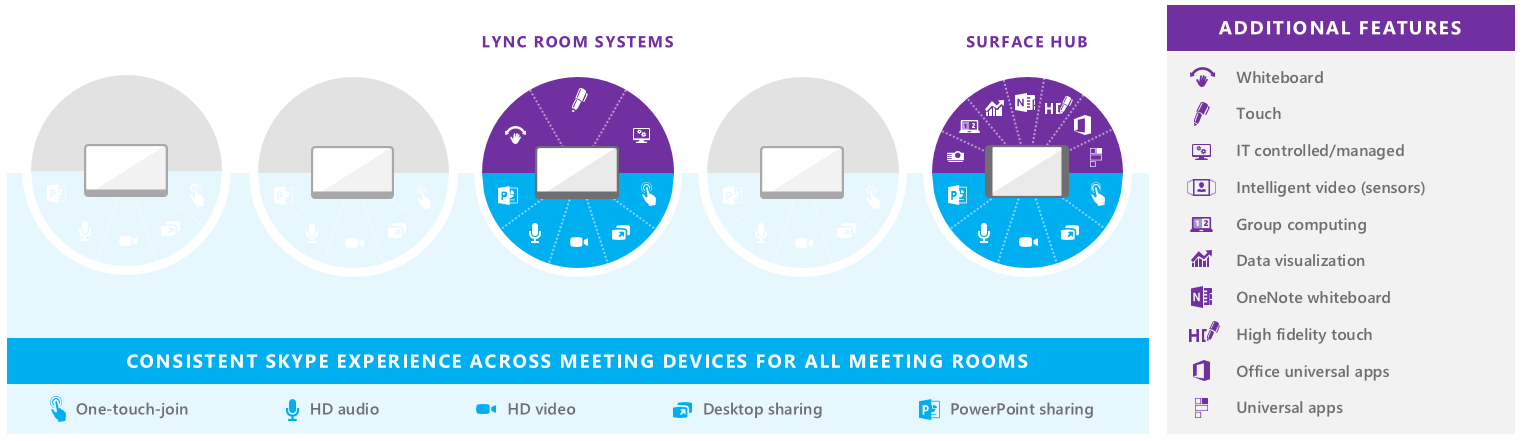 LYNC ROOM SYSTEMS
SURFACE HUB
CONSISTENT SKYPE EXPERIENCE ACROSS MEETING DEVICES FOR ALL MEETING ROOMS
One-touch-join
HD audio
HD video
Desktop sharing
PowerPoint sharing
ADDITIONAL FEATURES
Whiteboard
Touch
IT controlled/managed
Intelligent video (sensors)
Group computing
Data visualization
OneNote whiteboard
High fidelity touch
Office universal apps
Universal apps